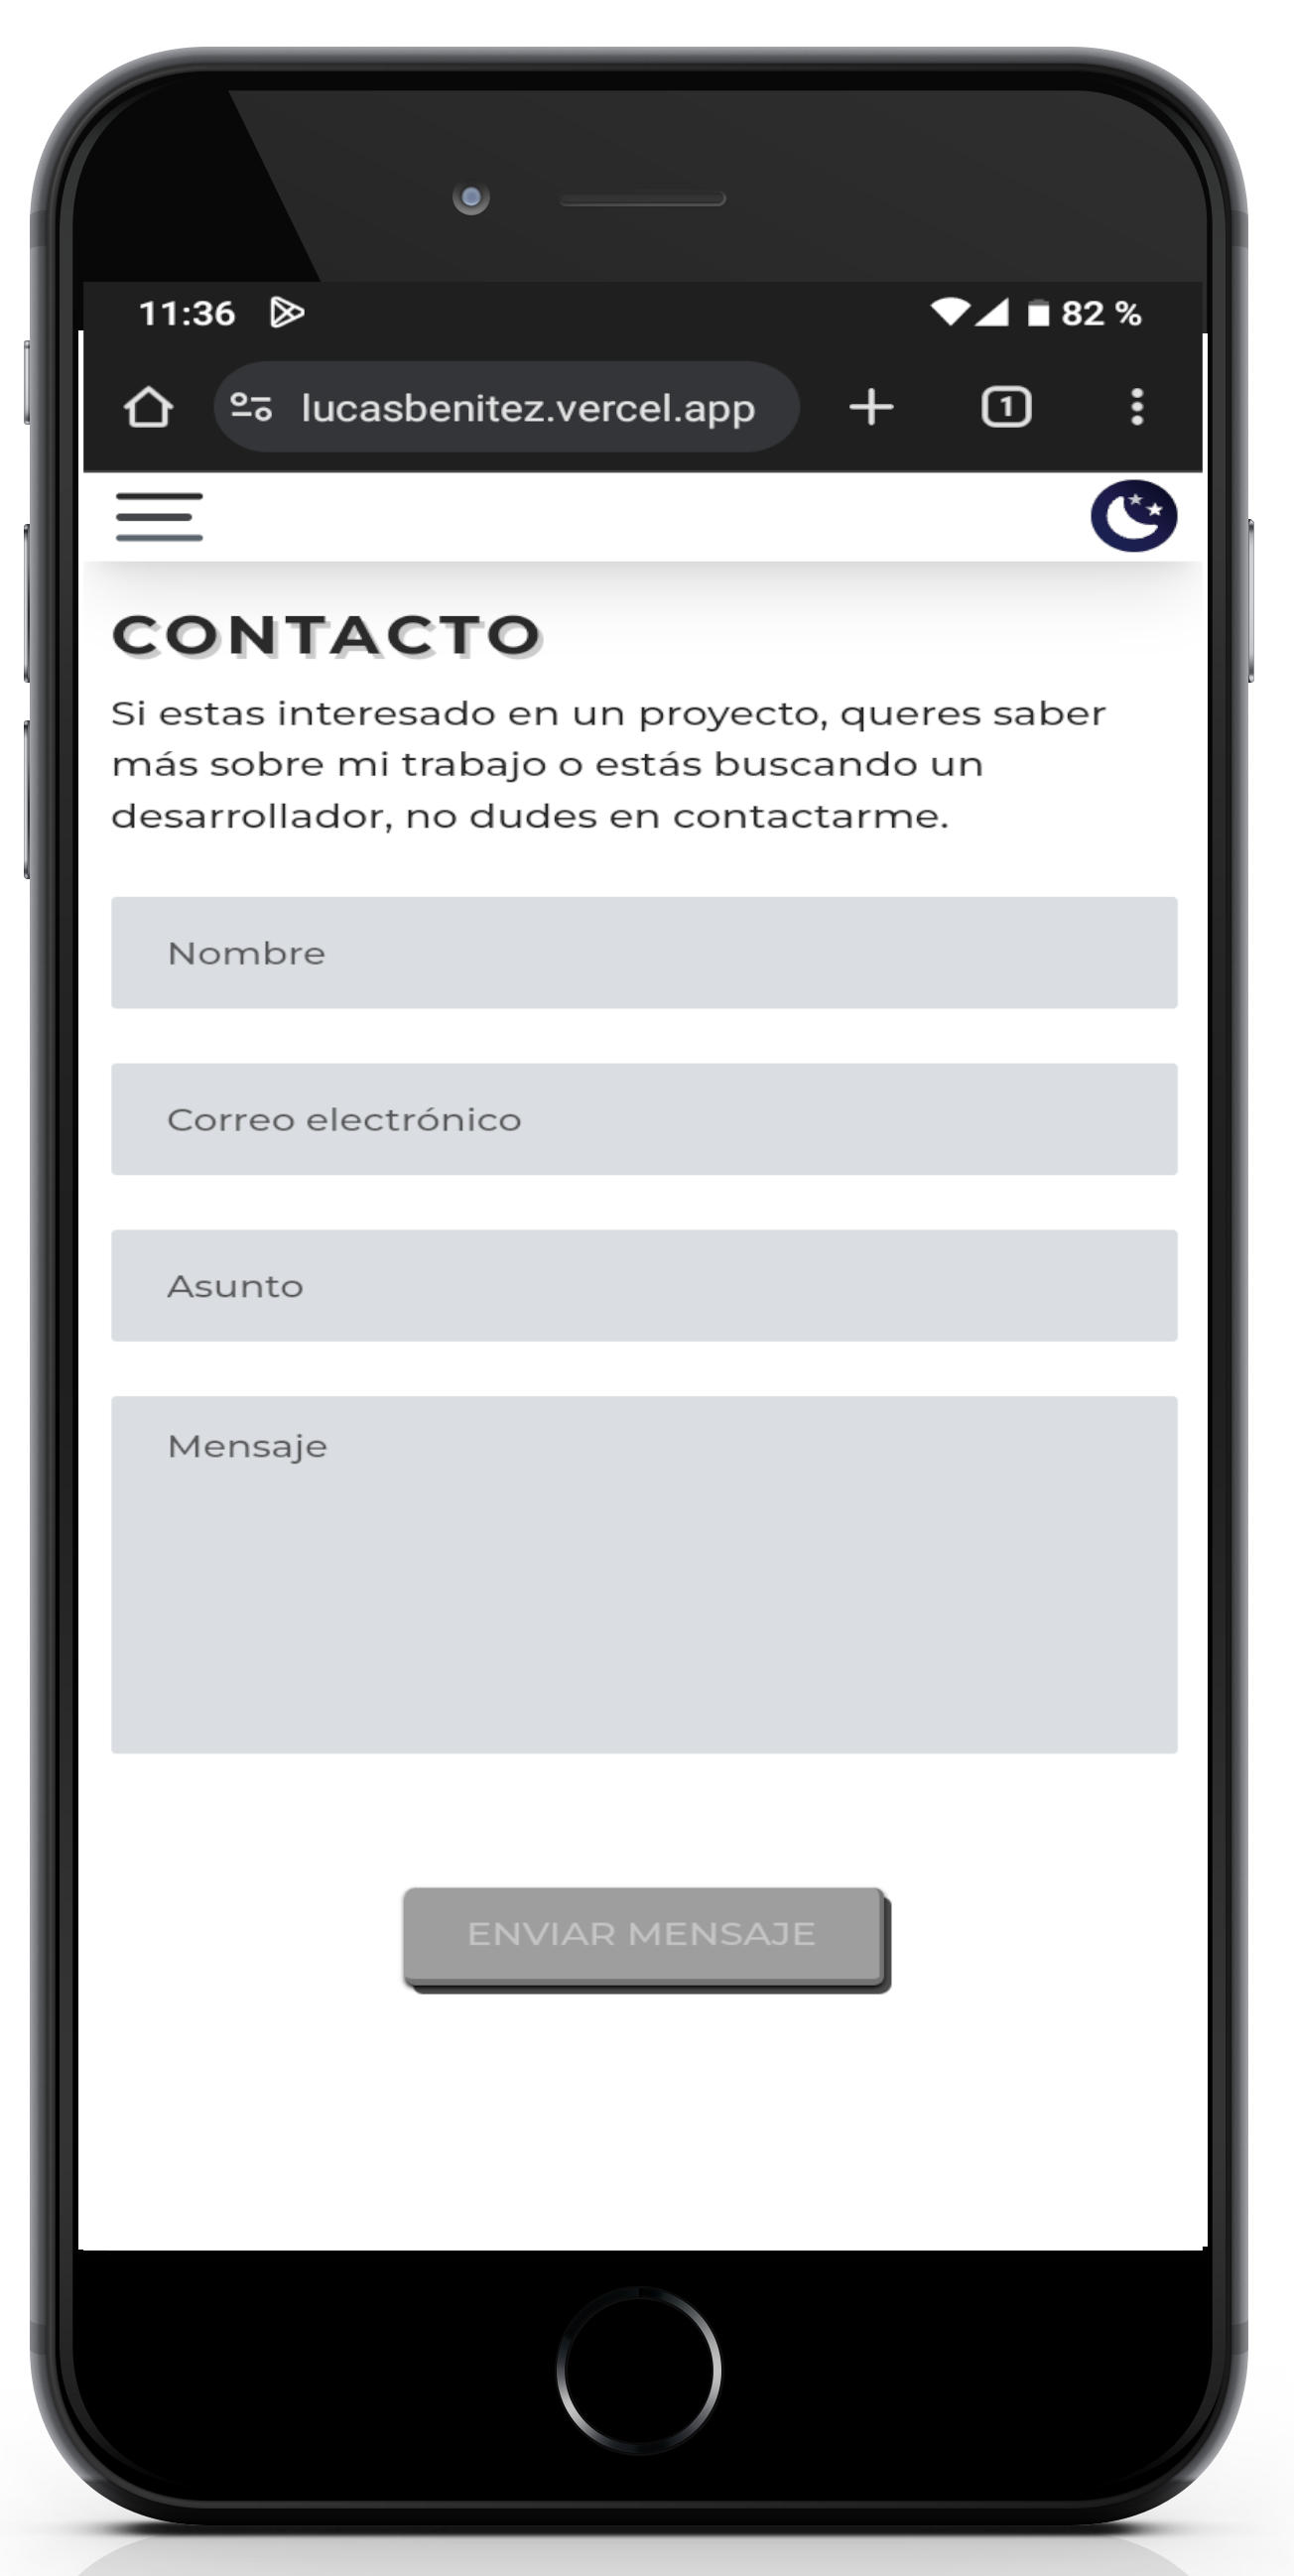 11:36 82 %
lucasbenitez.vercel.app 1
CONTACTO
Si estas interesado en un proyecto, queres saber
más sobre mi trabajo o estás buscando un
desarrollador, no dudes en contactarme.
Nombre
Correo electrónico
Asunto
Mensaje
ENVIAR MENSAJE